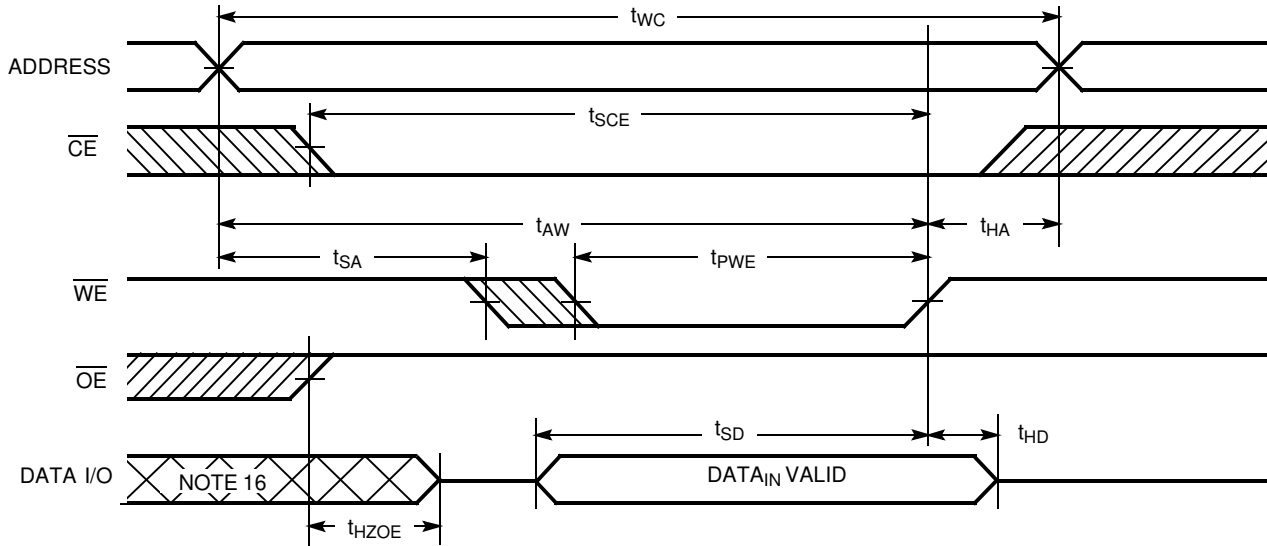 tWC
ADDRESS
tSCE
CE
tAW
tHA
tSA
tPWE
WE
OE
tSD
tHD
DATA I/O
NOTE 16
DATAIN VALID
tHZOE